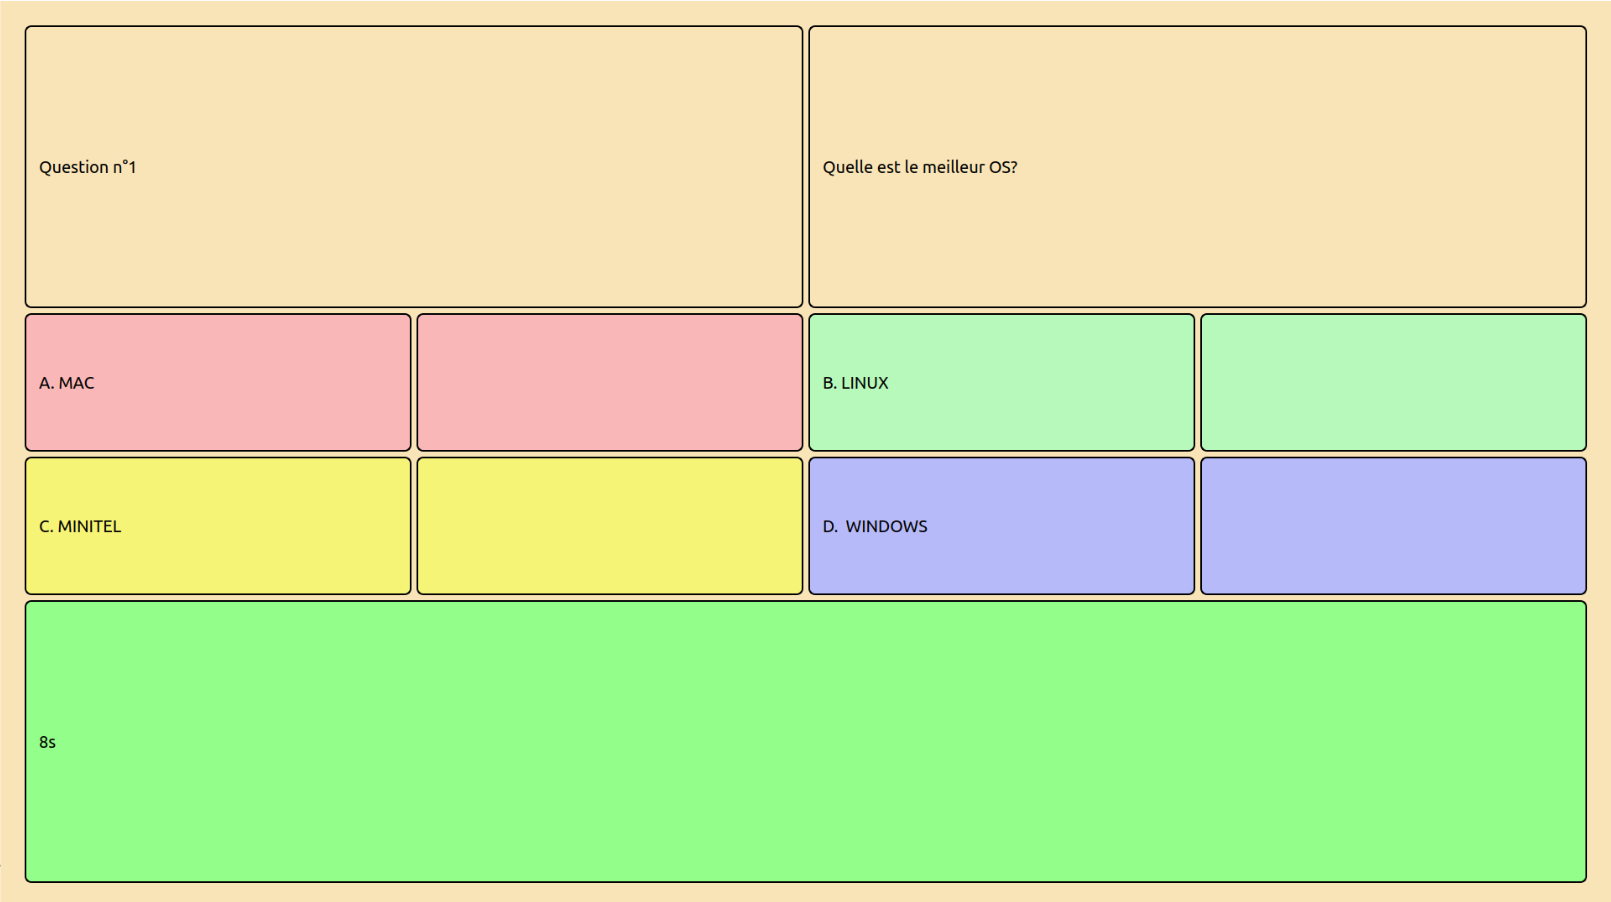 Question n°1
Quelle est le meilleur OS?
A. MAC
B. LINUX
C. MINITEL
D.  WINDOWS
8s